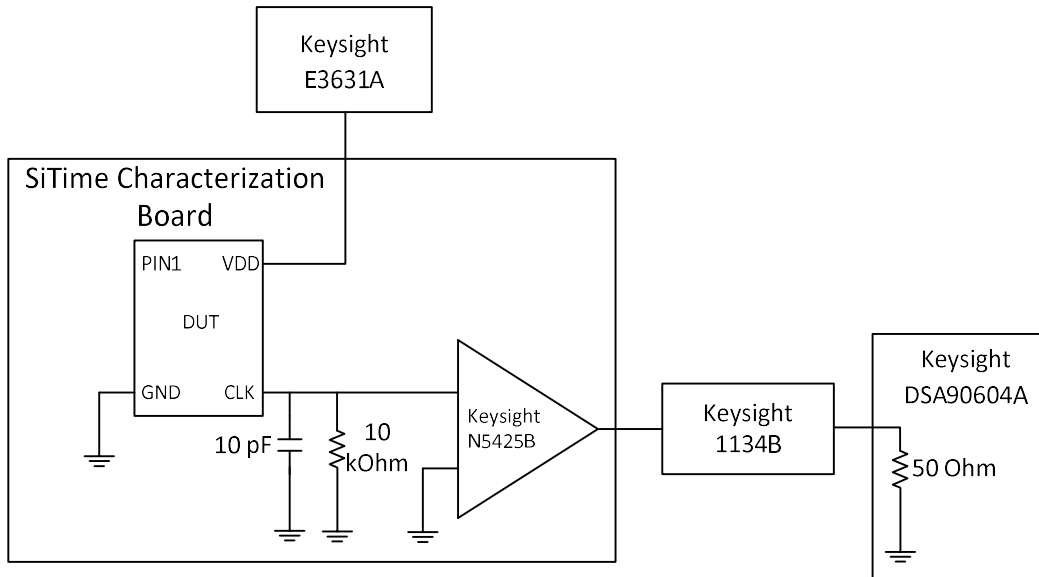 Keysight
E3631A
SiTime Characterization
Board
PIN1 VDD
DUT
GND CLK
10 pF
10
kOhm
Keysight
N5425B
Keysight
1134B
Keysight
DSA90604A
50 Ohm